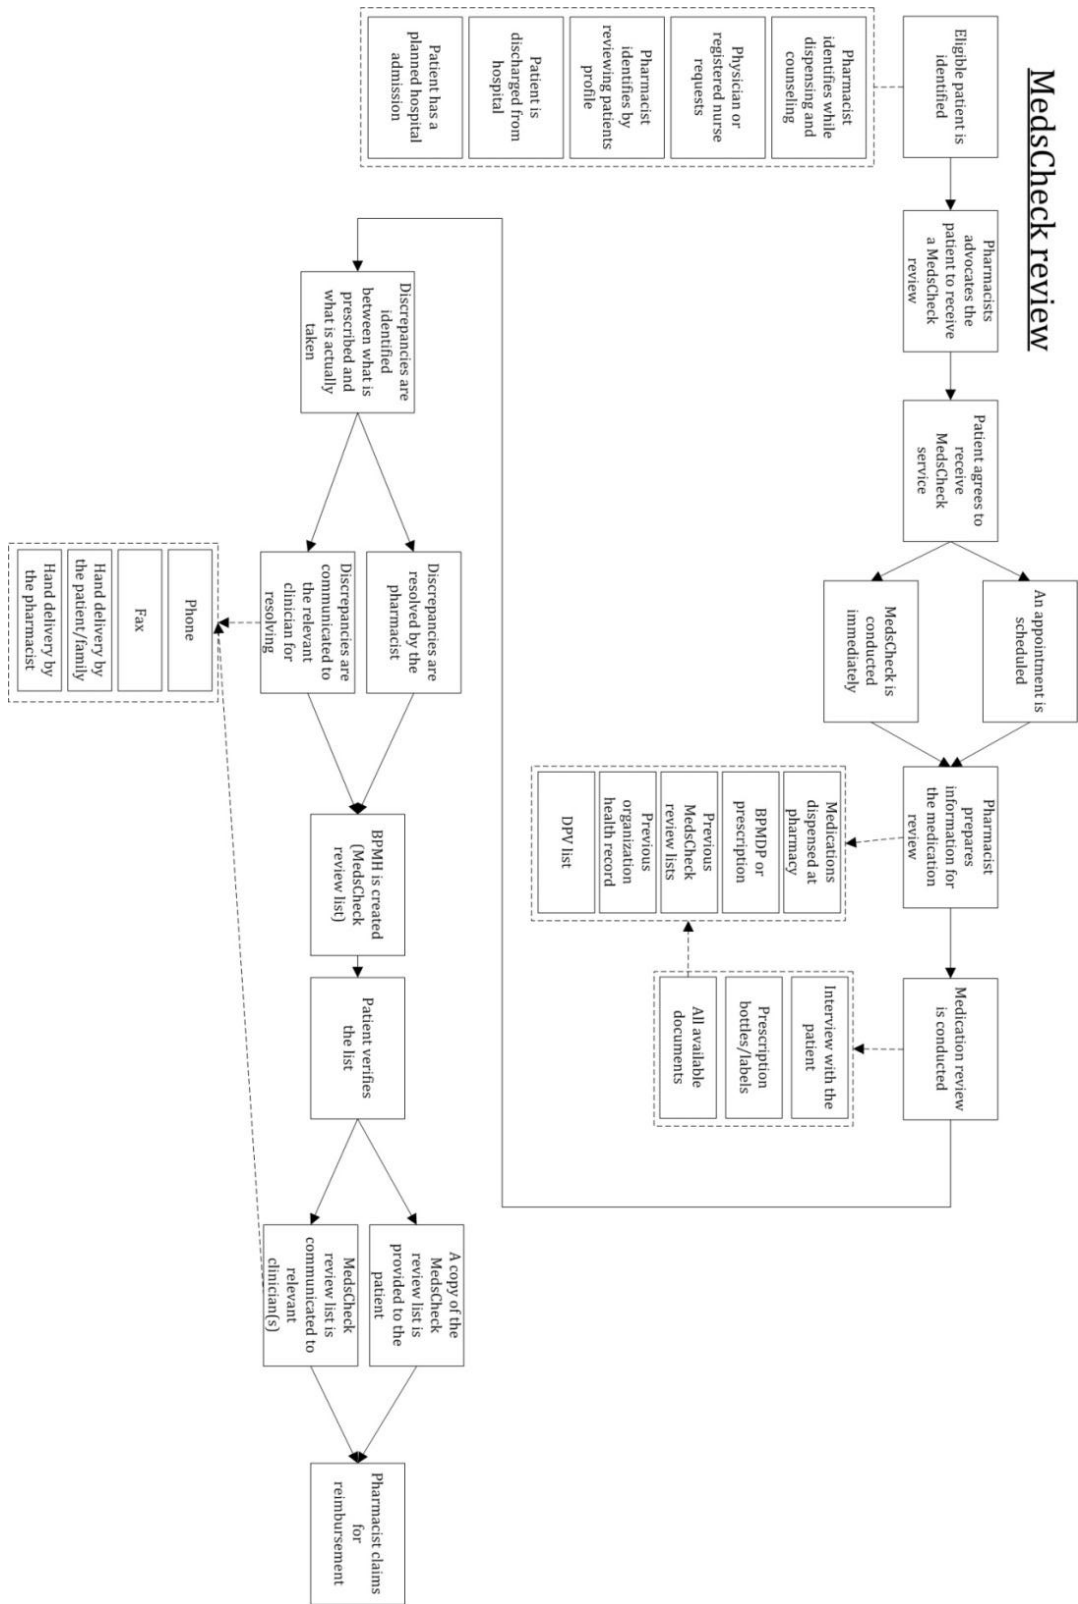 MedsCheck review
Eligible patient is
identified
Pharmacist
identifies while
dispensing and
counseling
Physician or
registered nurse
requests
Pharmacist
identifies by
reviewing patients
profile
Patient is
discharged from
hospital
Patient has a
planned hospital
admission
Pharmacists
advocates the
patient to receive
a MedsCheck
review
Patient agrees to
receive
MedsCheck
service
An appointment is
scheduled
MedsCheck is
conducted
immediately
Pharmacist
prepares
information for
the medication
review
Medications
dispensed at
pharmacy
BPMDP or
prescription
Previous
MedsCheck
review lists
Previous
organization
health record
DPV list
Medication review
is conducted
Interview with the
patient
Prescription
bottles/labels
All available
documents
Discrepancies are
identified
between what is
prescribed and
what is actually
taken
Discrepancies are
resolved by the
pharmacist
Discrepancies are
communicated to
the relevant
clinician for
resolving
Phone
Fax
Hand delivery by
the patient/family
Hand delivery by
the pharmacist
BPMH is created
(MedsCheck
review list)
Patient verifies
the list
A copy of the
MedsCheck
review list is
provided to the
patient
MedsCheck
review list is
communicated to
relevant
clinician(s)
Pharmacist claims
for
reimbursement